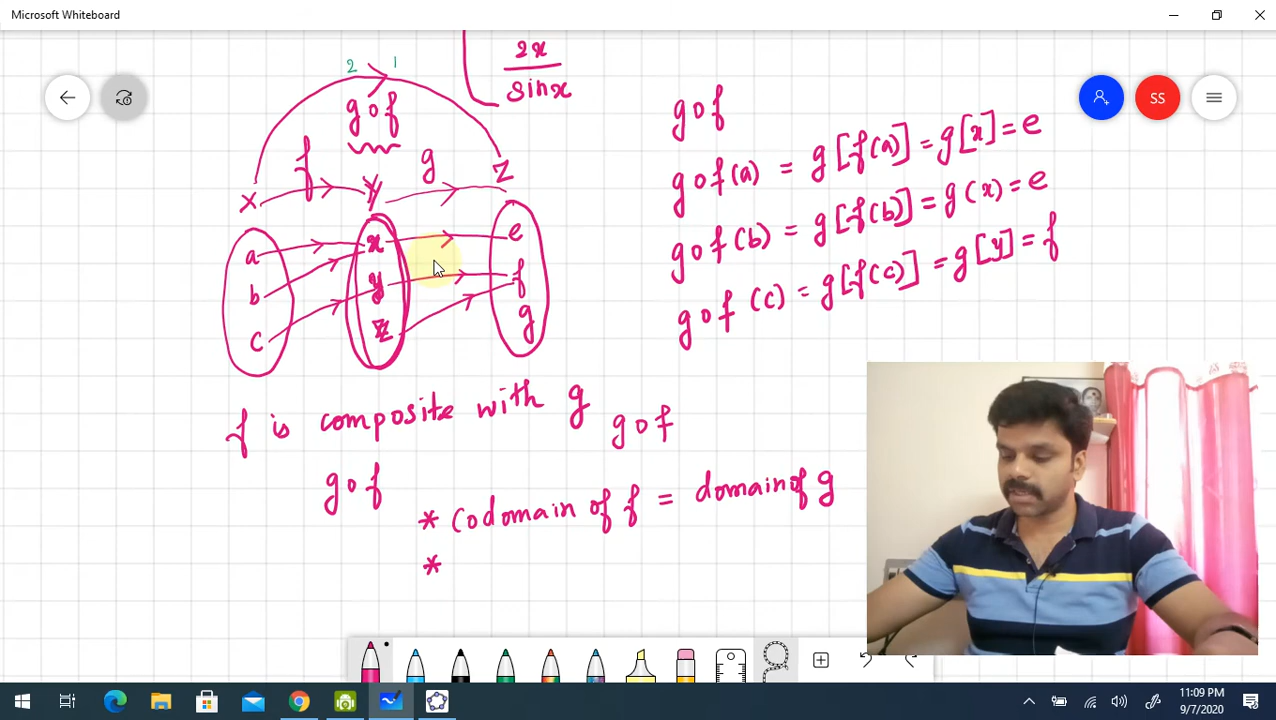 Microsoft Whiteboard
2x
sinx
2 1
gof
f
g
X
Y
Z
a
b
c
x
y
z
e
f
g
SS
gof
gof(a) = g[f(a)] = g[x] = e
gof(b) = g[f(b)] = g(x) = e
gof(c) = g[f(c)] = g[y] = f
f is composite with g gof
gof
* Codomain of f = domain of g
*
11:09 PM
9/7/2020